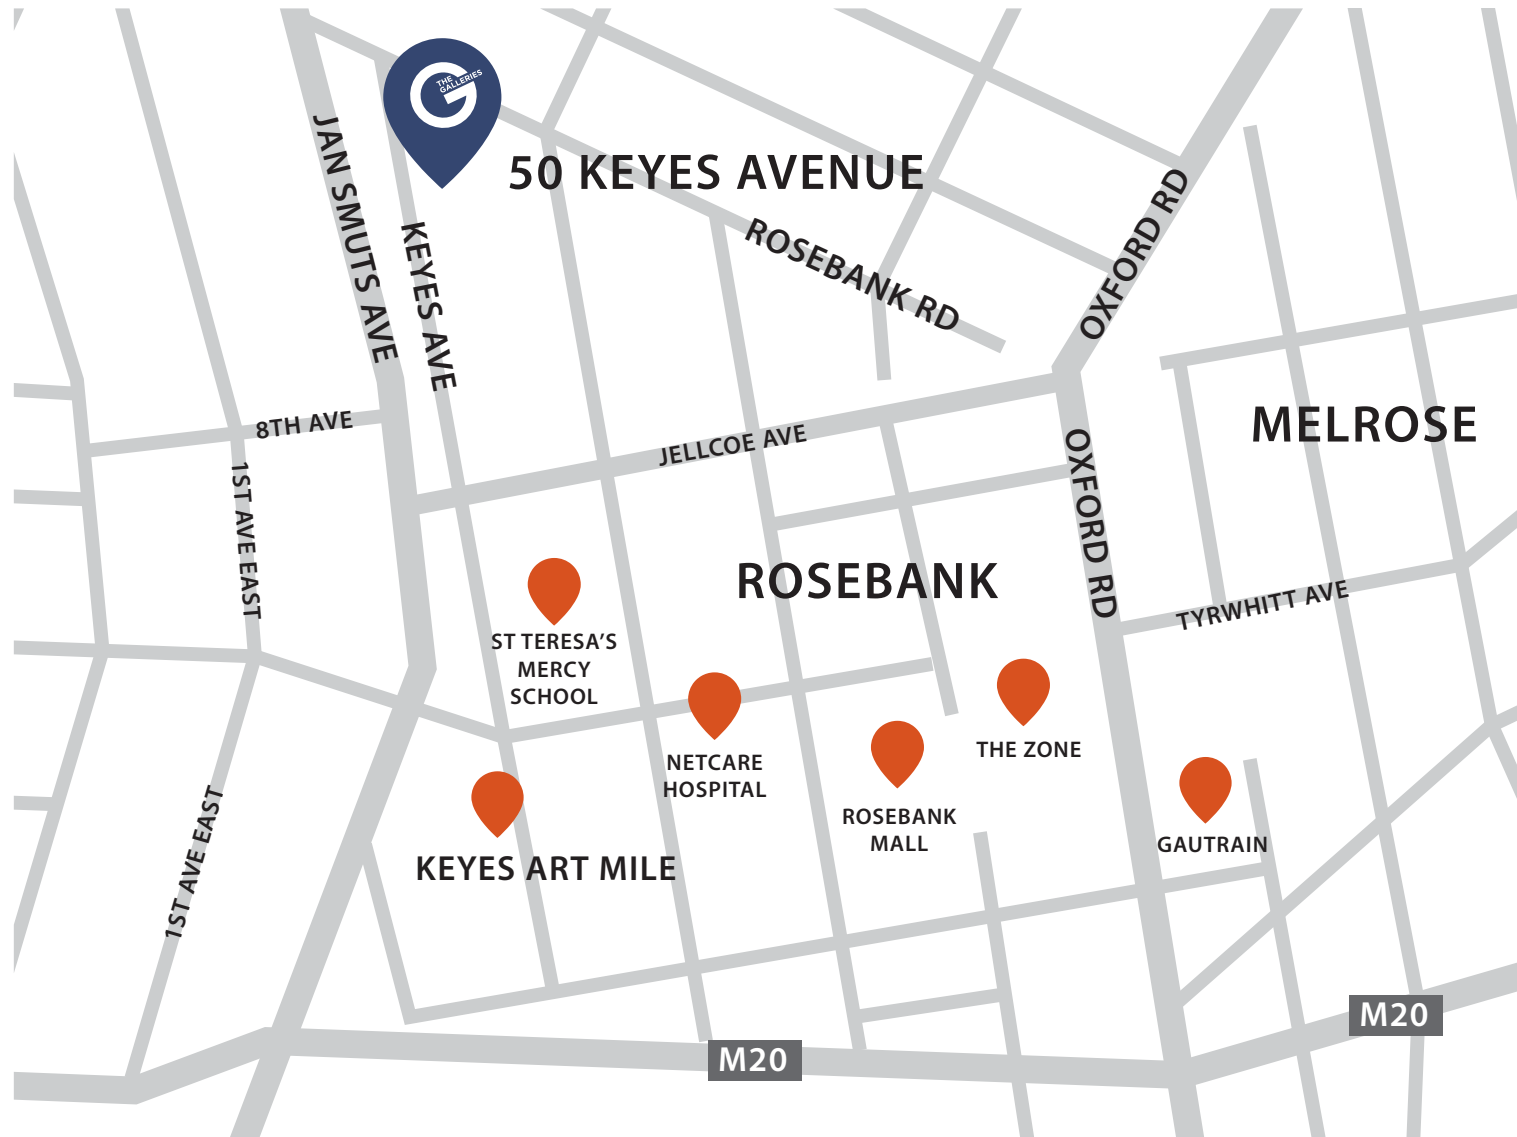 THE
GALLERIES
50 KEYES AVENUE
JAN SMUTS AVE
KEYES AVE
ROSEBANK RD
OXFORD RD
MELROSE
8TH AVE
JELLCOE AVE
1ST AVE EAST
OXFORD RD
ROSEBANK
TYRWHITT AVE
ST TERESA’S
MERCY
SCHOOL
NETCARE
HOSPITAL
THE ZONE
ROSEBANK
MALL
GAUTRAIN
KEYES ART MILE
1ST AVE EAST
M20
M20